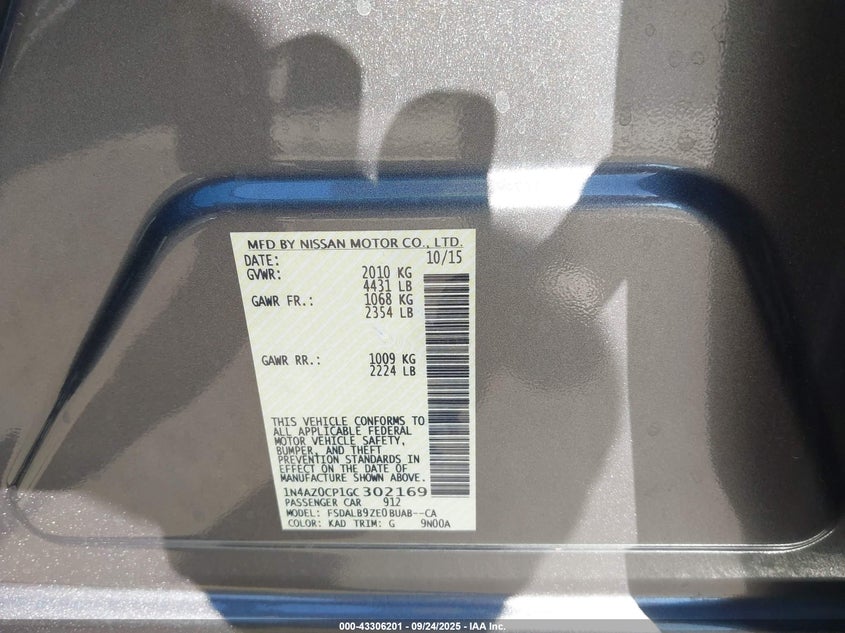 MFD BY NISSAN MOTOR CO., LTD.
DATE: 10/15
GVWR: 2010 KG
4431 LB
GAWR FR.: 1068 KG
2354 LB
GAWR RR.: 1009 KG
2224 LB
THIS VEHICLE CONFORMS TO
ALL APPLICABLE FEDERAL
MOTOR VEHICLE SAFETY,
BUMPER, AND THEFT
PREVENTION STANDARDS IN
EFFECT ON THE DATE OF
MANUFACTURE SHOWN ABOVE.
1N4AZ0CP1GC302169
PASSENGER CAR 912
MODEL: FSDALB9ZE0BUAB--CA
COLOR: KAD TRIM: G 9N00A
000-43306201 - 09/24/2025 - IAA Inc.